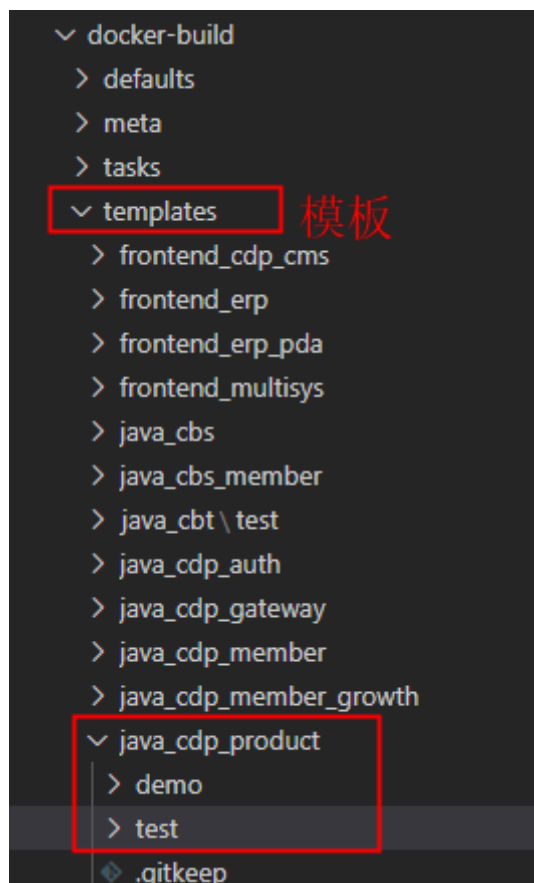 docker-build
defaults
meta
tasks
templates 模板
frontend_cdp_cms
frontend_erp
frontend_erp_pda
frontend_multisys
java_cbs
java_cbs_member
java_cbt \ test
java_cdp_auth
java_cdp_gateway
java_cdp_member
java_cdp_member_growth
java_cdp_product
demo
test
.gitkeep